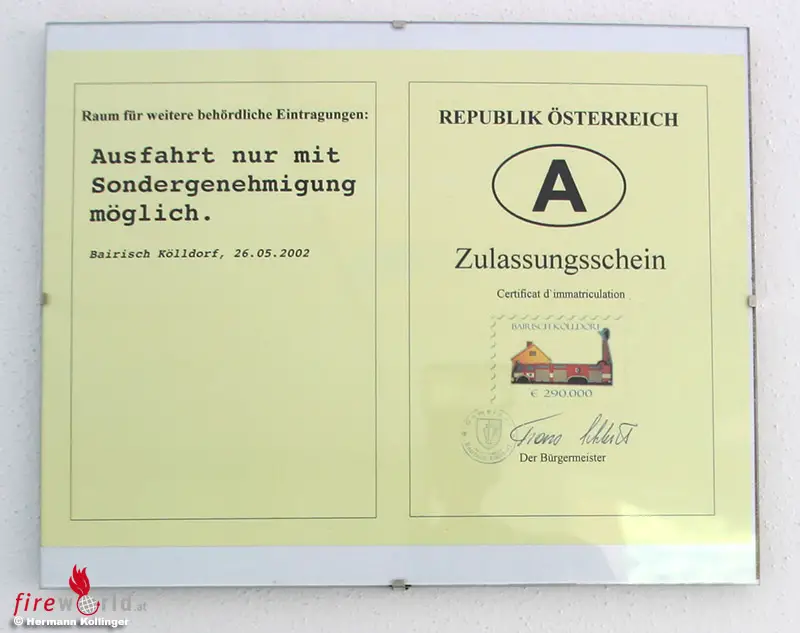 Raum für weitere behördliche Eintragungen:
Ausfahrt nur mit
Sondergenehmigung
möglich.
Bairisch Kölldorf, 26.05.2002
REPUBLIK ÖSTERREICH
A
Zulassungsschein
Certificat d`immatriculation
BAIRISCH KÖLLDORF
€ 290.000
Der Bürgermeister
fireworld.at
© Hermann Kollinger